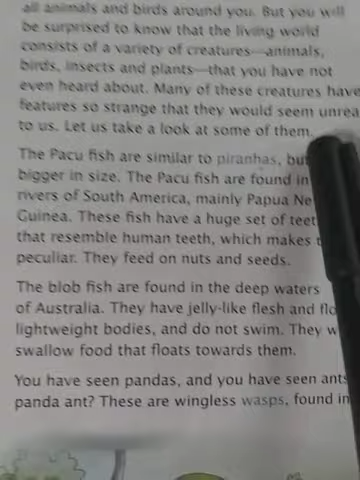 all animals and birds around you. But you will
be surprised to know that the living world
consists of a variety of creatures—animals,
birds, insects and plants—that you have not
even heard about. Many of these creatures have
features so strange that they would seem unrea
to us. Let us take a look at some of them.
The Pacu fish are similar to piranhas, but
bigger in size. The Pacu fish are found in
rivers of South America, mainly Papua Ne
Guinea. These fish have a huge set of teet
that resemble human teeth, which makes t
peculiar. They feed on nuts and seeds.
The blob fish are found in the deep waters
of Australia. They have jelly-like flesh and flo
lightweight bodies, and do not swim. They w
swallow food that floats towards them.
You have seen pandas, and you have seen ants
panda ant? These are wingless wasps, found in